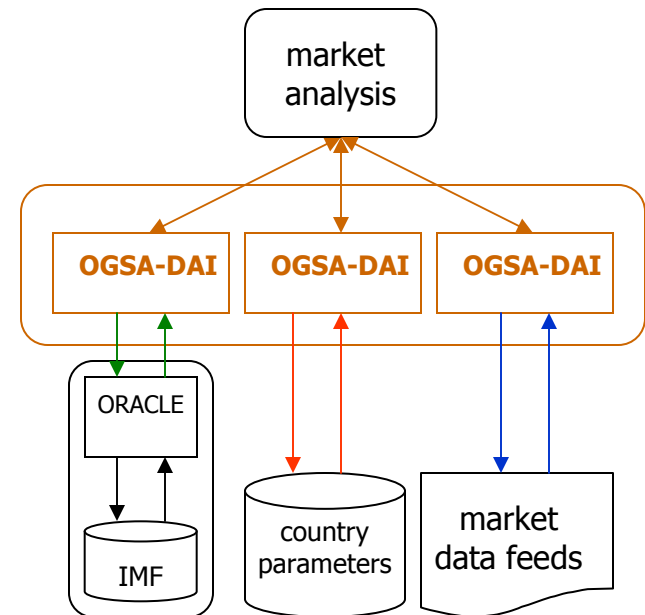 market
analysis
OGSA-DAI
OGSA-DAI
OGSA-DAI
ORACLE
IMF
country
parameters
market
data feeds